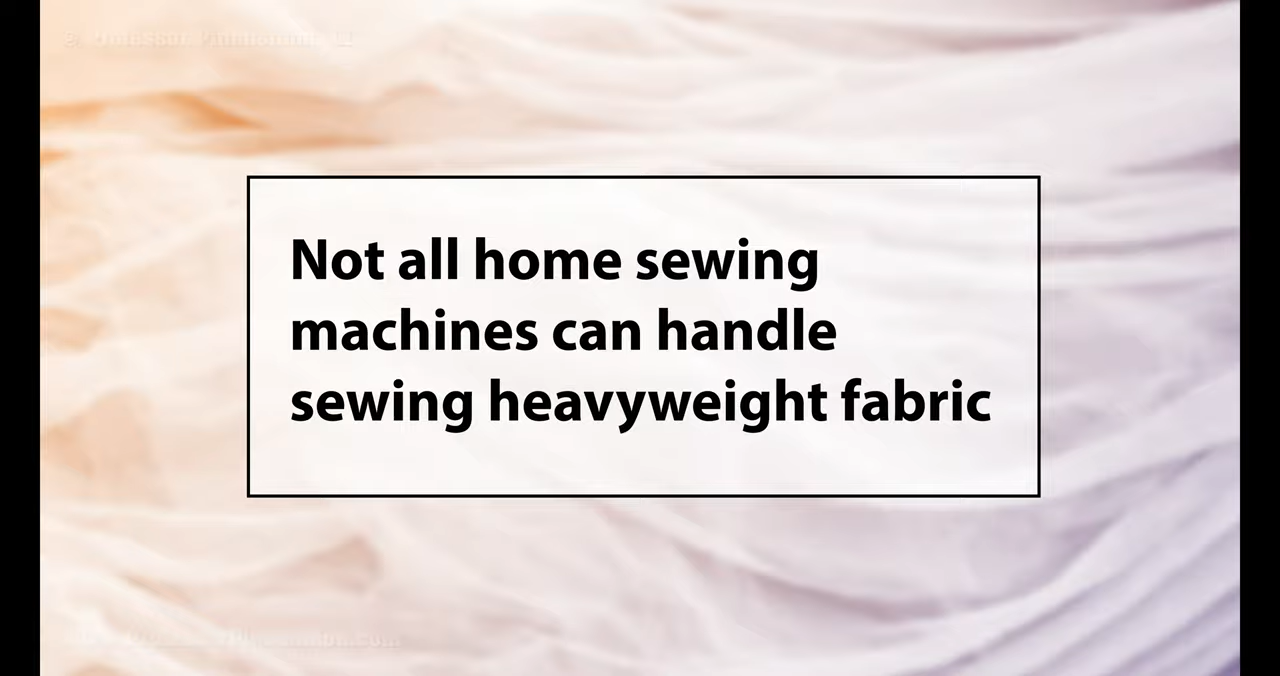 Not all home sewing
machines can handle
sewing heavyweight fabric